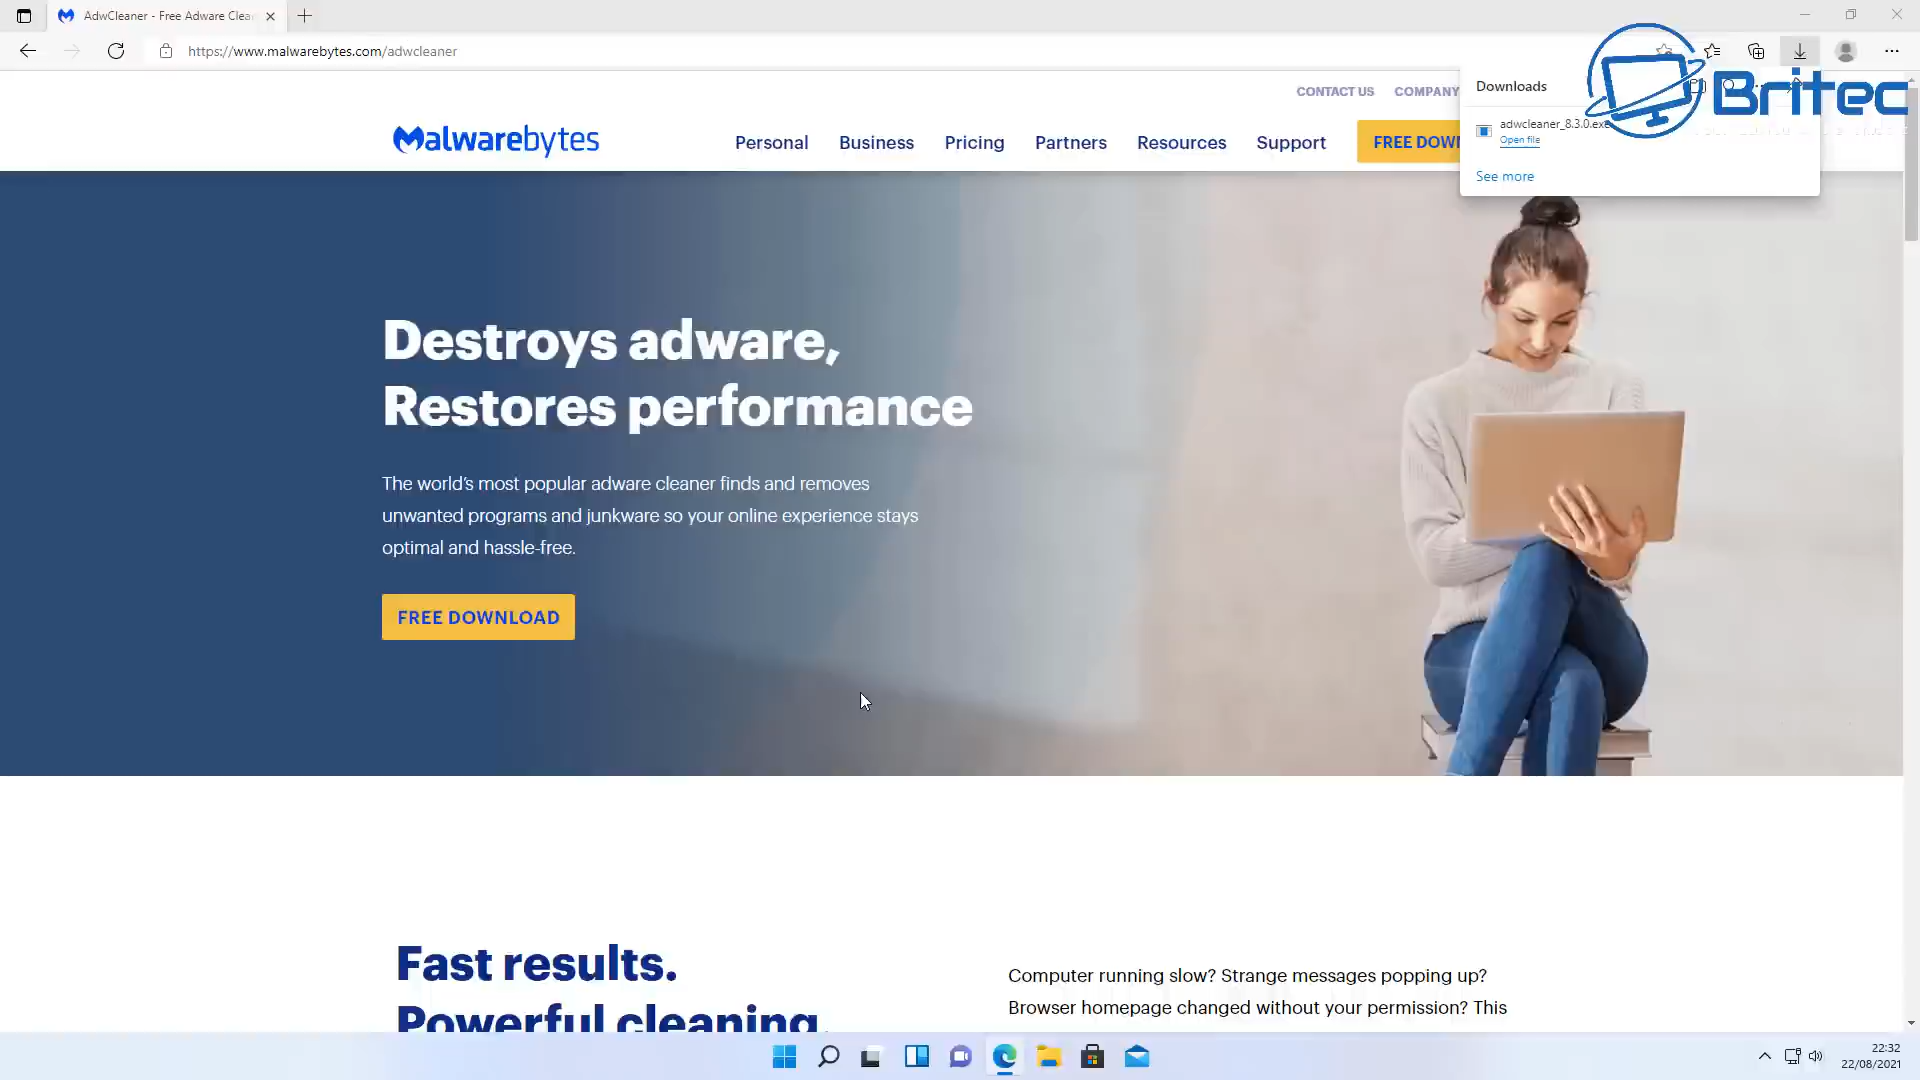 AdwCleaner - Free Adware Clea
https://www.malwarebytes.com/adwcleaner
Britec
Downloads
adwcleaner_8.3.0.exe
Open file
See more
CONTACT US
COMPANY
Malwarebytes
Personal
Business
Pricing
Partners
Resources
Support
FREE DOWN
Destroys adware,
Restores performance
The world's most popular adware cleaner finds and removes
unwanted programs and junkware so your online experience stays
optimal and hassle-free.
FREE DOWNLOAD
Fast results.
Powerful cleaning.
Computer running slow? Strange messages popping up?
Browser homepage changed without your permission? This
22:32
22/08/2021